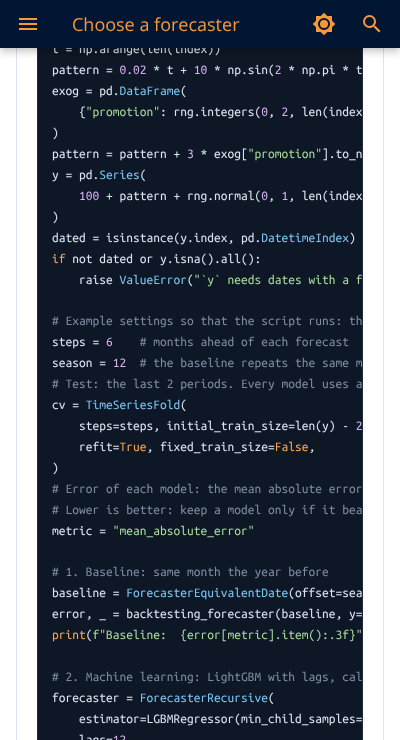 Choose a forecaster
t = np.arange(len(index))
pattern = 0.02 * t + 10 * np.sin(2 * np.pi * t
exog = pd.DataFrame(
{"promotion": rng.integers(0, 2, len(index
)
pattern = pattern + 3 * exog["promotion"].to_n
y = pd.Series(
100 + pattern + rng.normal(0, 1, len(index
)
dated = isinstance(y.index, pd.DatetimeIndex)
if not dated or y.isna().all():
raise ValueError("`y` needs dates with a f
# Example settings so that the script runs: th
steps = 6    # months ahead of each forecast
season = 12  # the baseline repeats the same m
# Test: the last 2 periods. Every model uses a
cv = TimeSeriesFold(
steps=steps, initial_train_size=len(y) - 2
refit=True, fixed_train_size=False,
)
# Error of each model: the mean absolute error
# Lower is better: keep a model only if it bea
metric = "mean_absolute_error"
# 1. Baseline: same month the year before
baseline = ForecasterEquivalentDate(offset=sea
error, _ = backtesting_forecaster(baseline, y=
print(f"Baseline:  {error[metric].item():.3f}"
# 2. Machine learning: LightGBM with lags, cal
forecaster = ForecasterRecursive(
estimator=LGBMRegressor(min_child_samples=
lags=12